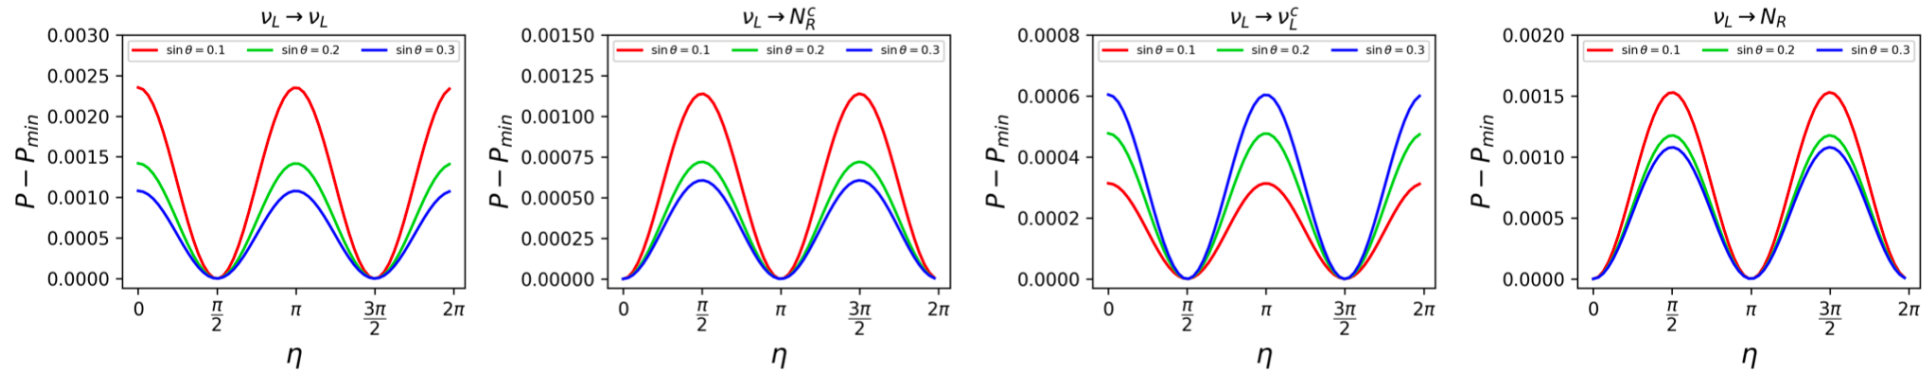 ν_L → ν_L
sin θ = 0.1 sin θ = 0.2 sin θ = 0.3
0.0030
0.0025
0.0020
0.0015
0.0010
0.0005
0.0000
P − P_min
0 π/2 π 3π/2 2π
η
ν_L → N_R^c
sin θ = 0.1 sin θ = 0.2 sin θ = 0.3
0.00150
0.00125
0.00100
0.00075
0.00050
0.00025
0.00000
P − P_min
0 π/2 π 3π/2 2π
η
ν_L → ν_L^c
sin θ = 0.1 sin θ = 0.2 sin θ = 0.3
0.0008
0.0006
0.0004
0.0002
0.0000
P − P_min
0 π/2 π 3π/2 2π
η
ν_L → N_R
sin θ = 0.1 sin θ = 0.2 sin θ = 0.3
0.0020
0.0015
0.0010
0.0005
0.0000
P − P_min
0 π/2 π 3π/2 2π
η